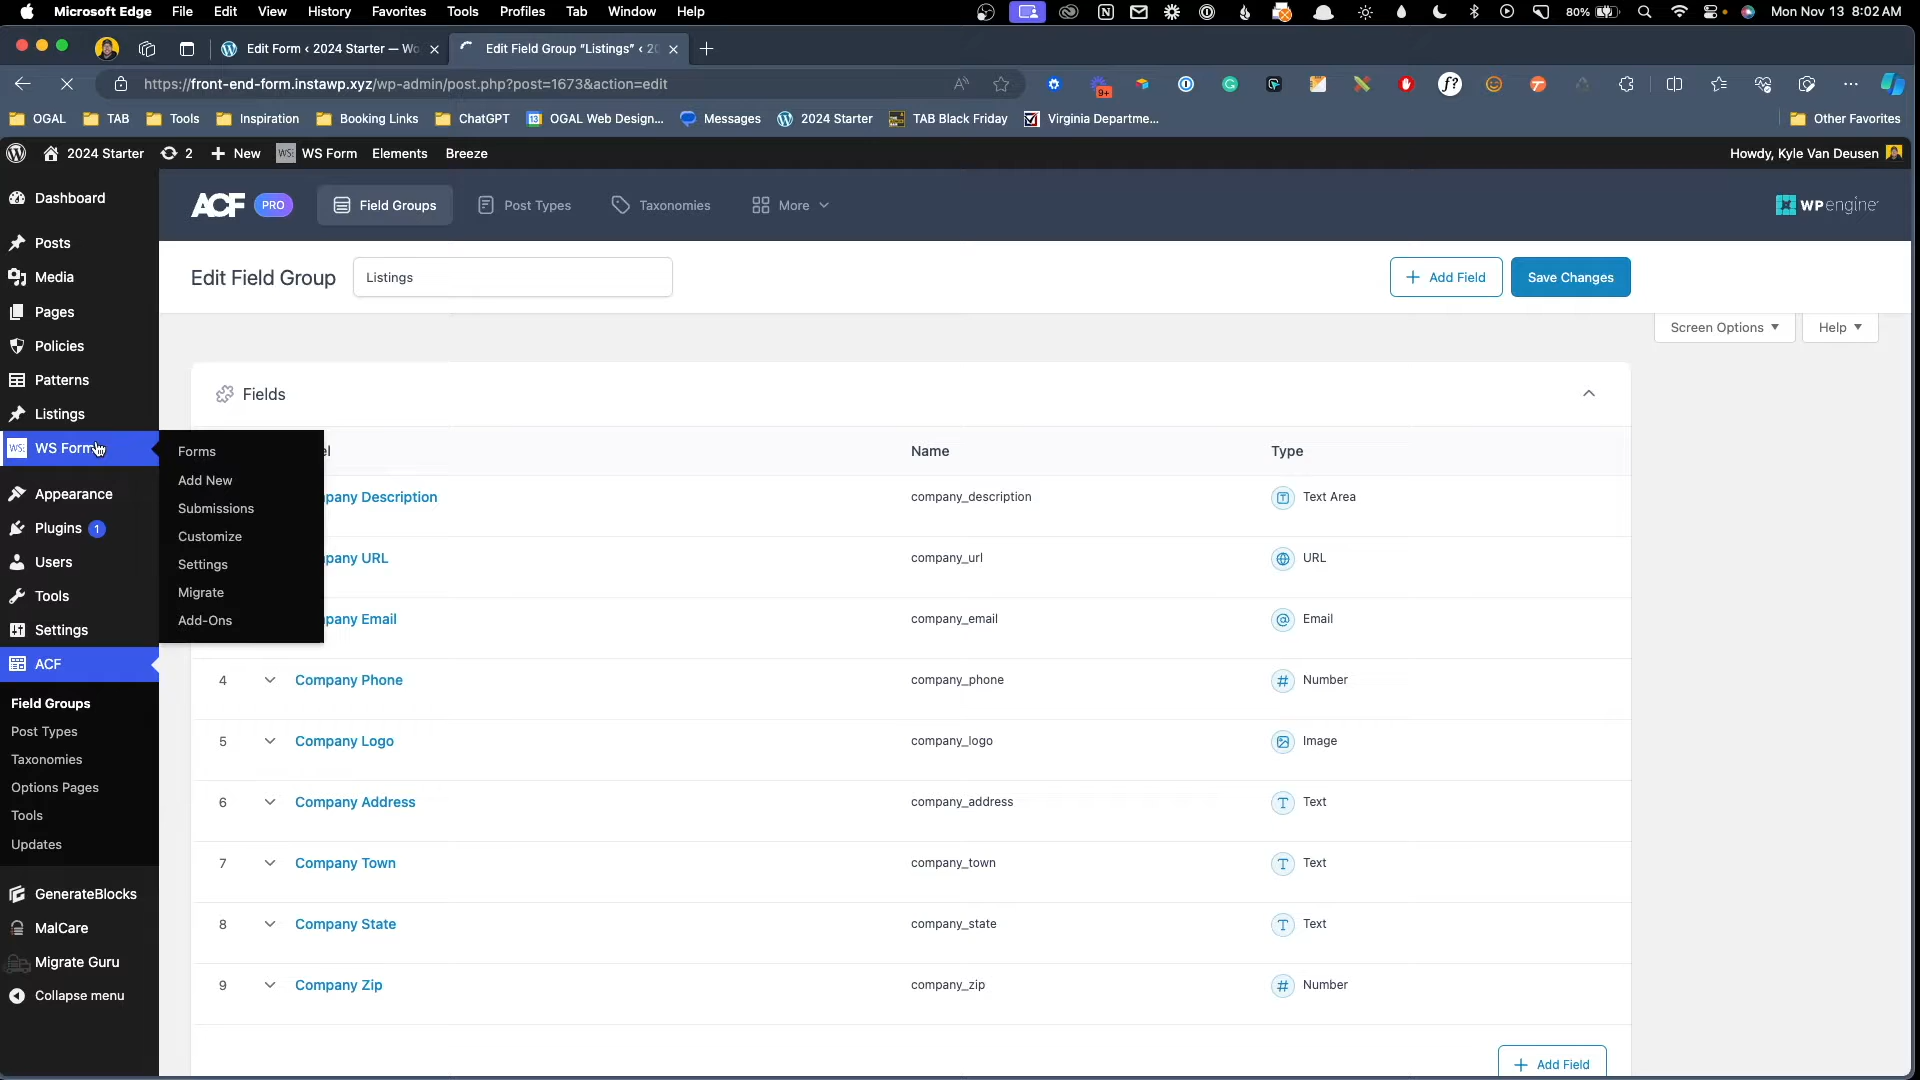 Microsoft Edge File Edit View History Favorites Tools Profiles Tab Window Help 80% Mon Nov 13 8:02 AM
Edit Form ‹ 2024 Starter — Wo
Edit Field Group "Listings" ‹ 20
https://front-end-form.instawp.xyz/wp-admin/post.php?post=1673&action=edit
9+
f?
OGAL TAB Tools Inspiration Booking Links ChatGPT OGAL Web Design... Messages 2024 Starter TAB Black Friday Virginia Departme... Other Favorites
2024 Starter 2 New WS Form Elements Breeze Howdy, Kyle Van Deusen
Dashboard
Posts
Media
Pages
Policies
Patterns
Listings
WS Form
Appearance
Plugins 1
Users
Tools
Settings
ACF
Field Groups
Post Types
Taxonomies
Options Pages
Tools
Updates
GenerateBlocks
MalCare
Migrate Guru
Collapse menu
Forms
Add New
Submissions
Customize
Settings
Migrate
Add-Ons
ACF PRO Field Groups Post Types Taxonomies More WP engine
Edit Field Group Listings + Add Field Save Changes
Screen Options Help
Fields
el Name Type
pany Description company_description Text Area
pany URL company_url URL
pany Email company_email Email
4 Company Phone company_phone Number
5 Company Logo company_logo Image
6 Company Address company_address Text
7 Company Town company_town Text
8 Company State company_state Text
9 Company Zip company_zip Number
+ Add Field